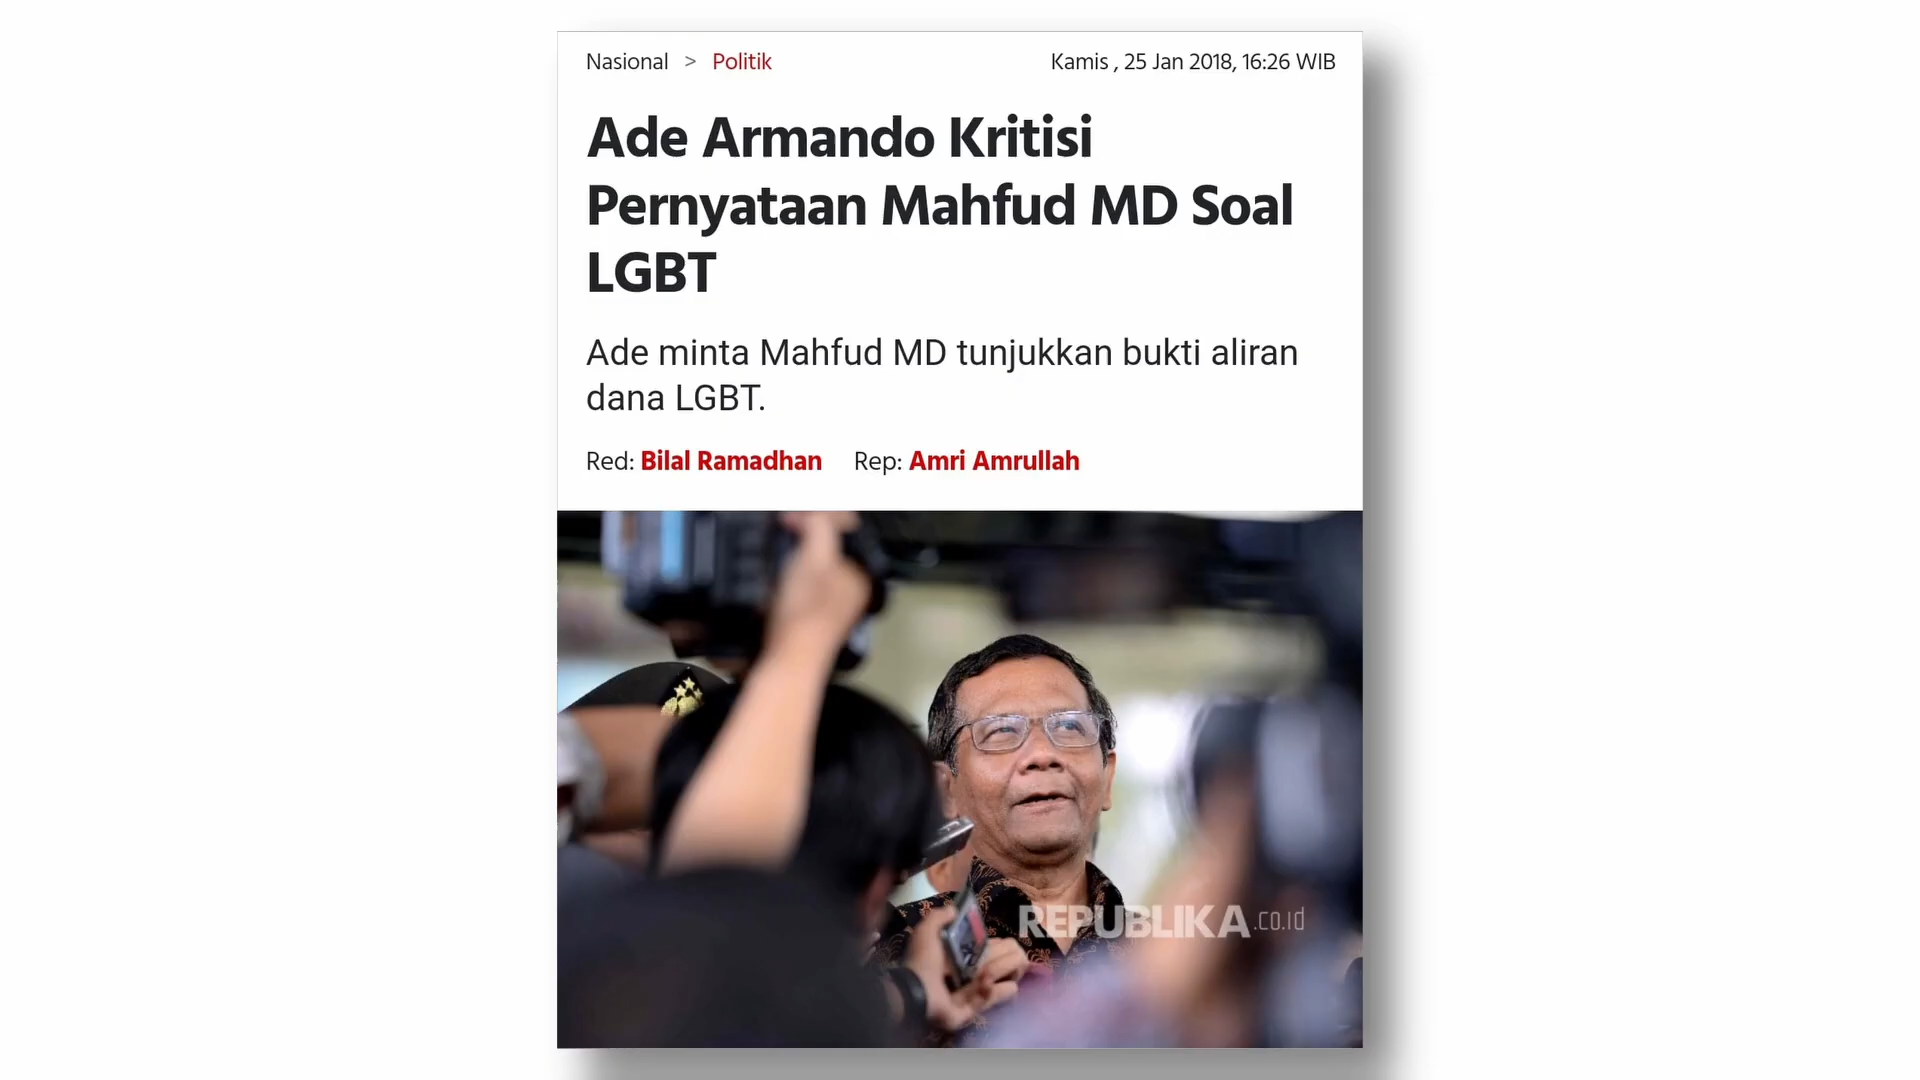 Nasional > Politik
Kamis , 25 Jan 2018, 16:26 WIB
Ade Armando Kritisi
Pernyataan Mahfud MD Soal
LGBT
Ade minta Mahfud MD tunjukkan bukti aliran
dana LGBT.
Red: Bilal Ramadhan Rep: Amri Amrullah
REPUBLIKA.co.id